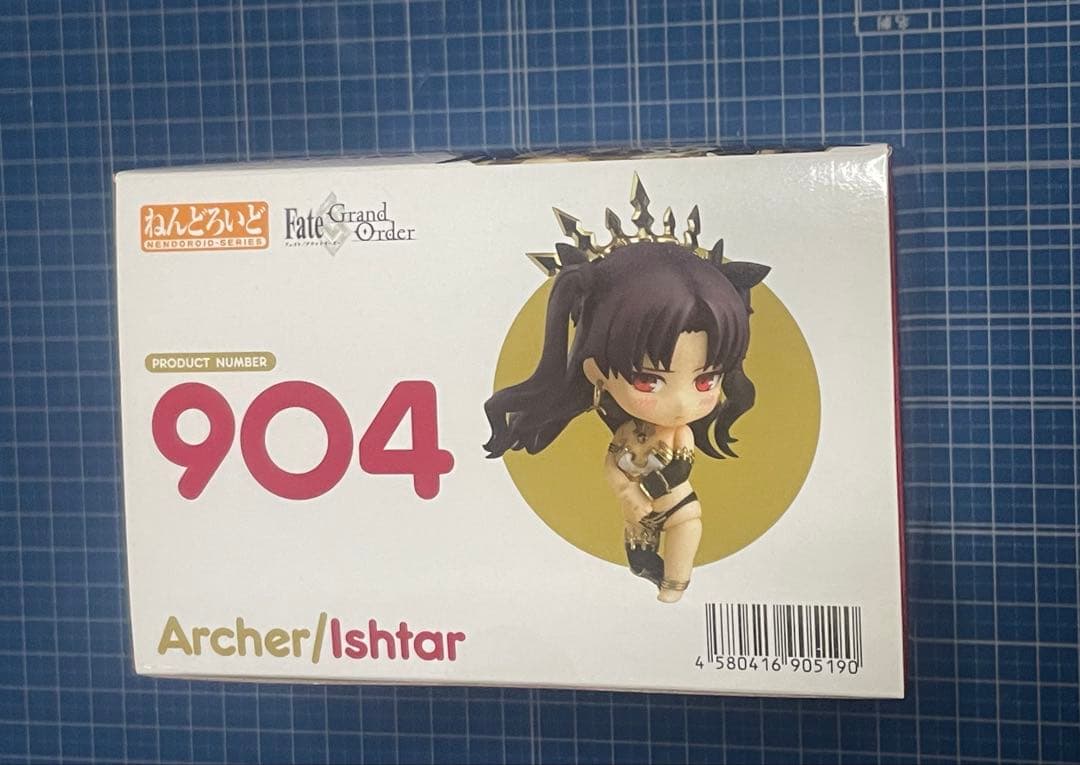 ねんどろいど
NENDOROID-SERIES
Fate
Grand
Order
PRODUCT NUMBER
904
Archer/Ishtar
4 580416 905190